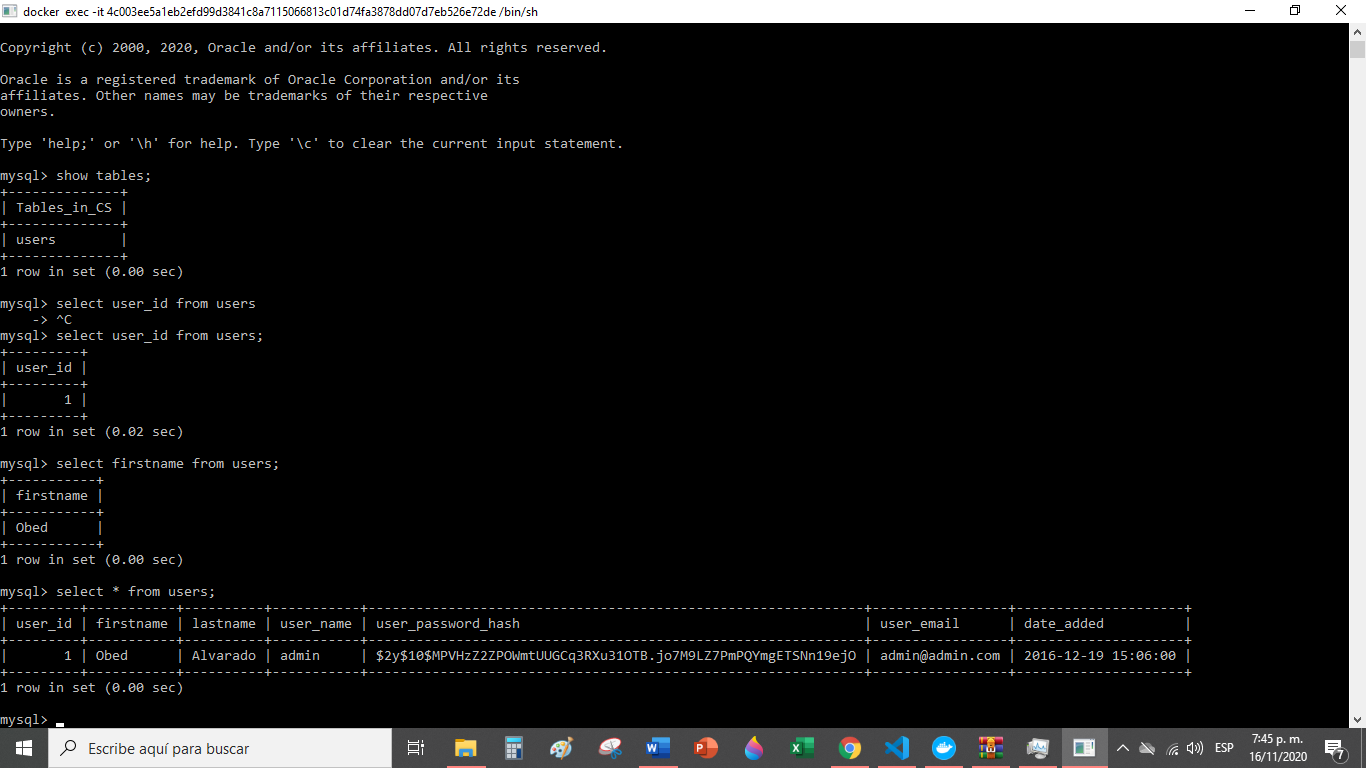 docker exec -it 4c003ee5a1eb2efd99d3841c8a7115066813c01d74fa3878dd07d7eb526e72de /bin/sh
Copyright (c) 2000, 2020, Oracle and/or its affiliates. All rights reserved.
Oracle is a registered trademark of Oracle Corporation and/or its
affiliates. Other names may be trademarks of their respective
owners.
Type 'help;' or '\h' for help. Type '\c' to clear the current input statement.
mysql> show tables;
+--------------+
| Tables_in_CS |
+--------------+
| users        |
+--------------+
1 row in set (0.00 sec)
mysql> select user_id from users
    -> ^C
mysql> select user_id from users;
+---------+
| user_id |
+---------+
|       1 |
+---------+
1 row in set (0.02 sec)
mysql> select firstname from users;
+-----------+
| firstname |
+-----------+
| Obed      |
+-----------+
1 row in set (0.00 sec)
mysql> select * from users;
+---------+-----------+----------+-----------+--------------------------------------------------------------+-----------------+---------------------+
| user_id | firstname | lastname | user_name | user_password_hash                                           | user_email      | date_added          |
+---------+-----------+----------+-----------+--------------------------------------------------------------+-----------------+---------------------+
|       1 | Obed      | Alvarado | admin     | $2y$10$MPVHzZ2ZPOWmtUUGCq3RXu31OTB.jo7M9LZ7PmPQYmgETSNn19ejO | admin@admin.com | 2016-12-19 15:06:00 |
+---------+-----------+----------+-----------+--------------------------------------------------------------+-----------------+---------------------+
1 row in set (0.00 sec)
mysql> _
Escribe aquí para buscar
ESP
7:45 p. m.
16/11/2020
7